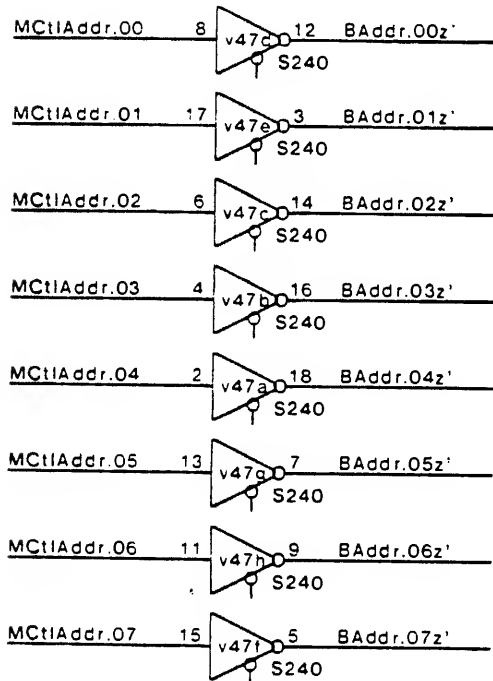 MCtlAddr.00 8 v47d 12 BAddr.00z'
S240
MCtlAddr.01 17 v47e 3 BAddr.01z'
S240
MCtlAddr.02 6 v47c 14 BAddr.02z'
S240
MCtlAddr.03 4 v47b 16 BAddr.03z'
S240
MCtlAddr.04 2 v47a 18 BAddr.04z'
S240
MCtlAddr.05 13 v47g 7 BAddr.05z'
S240
MCtlAddr.06 11 v47h 9 BAddr.06z'
S240
MCtlAddr.07 15 v47f 5 BAddr.07z'
S240